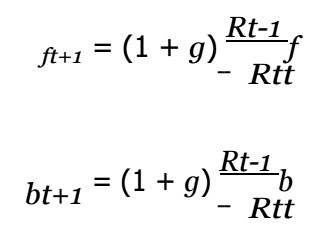 ft+1 = (1 + g) Rt-1 f
– Rtt
bt+1 = (1 + g) Rt-1 b
– Rtt